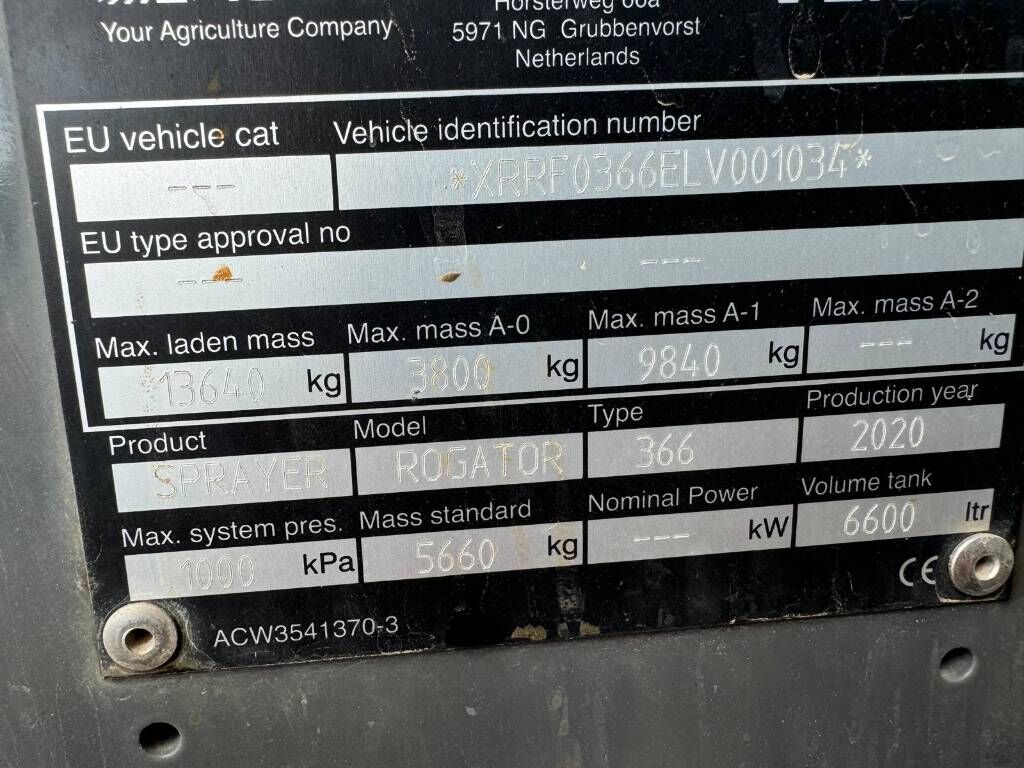 Your Agriculture Company
Horsterweg 66a
5971 NG Grubbenvorst
Netherlands
EU vehicle cat
Vehicle identification number
---
*XRRF0366ELV001034*
EU type approval no
---
---
Max. laden mass
Max. mass A-0
Max. mass A-1
Max. mass A-2
13640 kg
3800 kg
9840 kg
--- kg
Product
Model
Type
Production year
SPRAYER
ROGATOR
366
2020
Max. system pres.
Mass standard
Nominal Power
Volume tank
1000 kPa
5660 kg
--- kW
6600 ltr
CE
ACW3541370-3